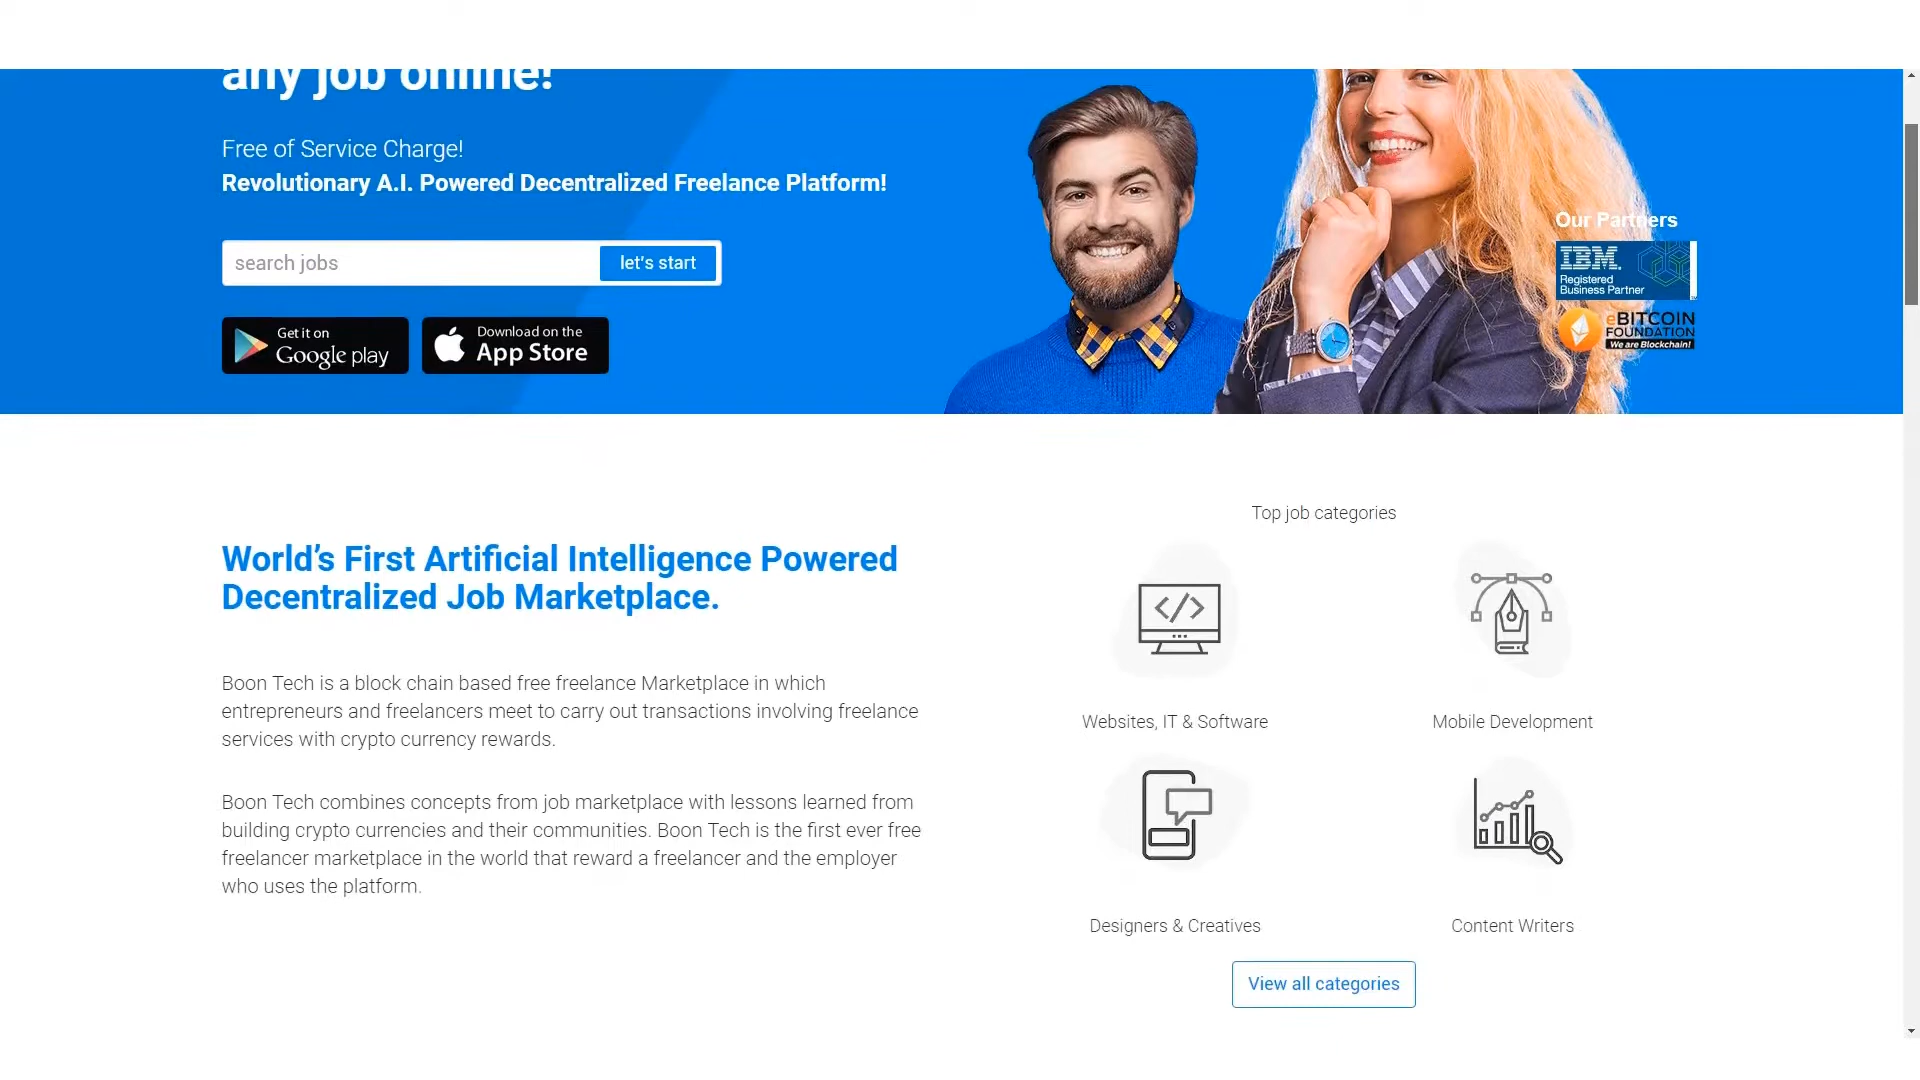 any job online!
Free of Service Charge!
Revolutionary A.I. Powered Decentralized Freelance Platform!
search jobs
let's start
Get it on
Google play
Download on the
App Store
Our Partners
IBM.
Registered
Business Partner
eBITCOIN
FOUNDATION
We are Blockchain!
World's First Artificial Intelligence Powered
Decentralized Job Marketplace.
Boon Tech is a block chain based free freelance Marketplace in which
entrepreneurs and freelancers meet to carry out transactions involving freelance
services with crypto currency rewards.
Boon Tech combines concepts from job marketplace with lessons learned from
building crypto currencies and their communities. Boon Tech is the first ever free
freelancer marketplace in the world that reward a freelancer and the employer
who uses the platform.
Top job categories
Websites, IT & Software
Mobile Development
Designers & Creatives
Content Writers
View all categories